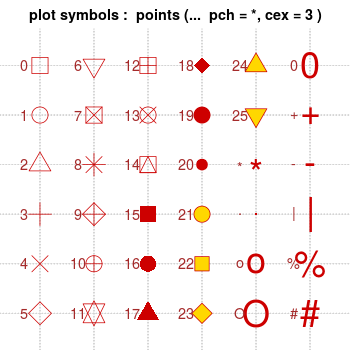 plot symbols :  points (...  pch = *, cex = 3 )
0 6 12 18 24 0 0
1 7 13 19 25 + +
2 8 14 20 * * - -
3 9 15 21 . . | |
4 10 16 22 o o % %
5 11 17 23 O O # #